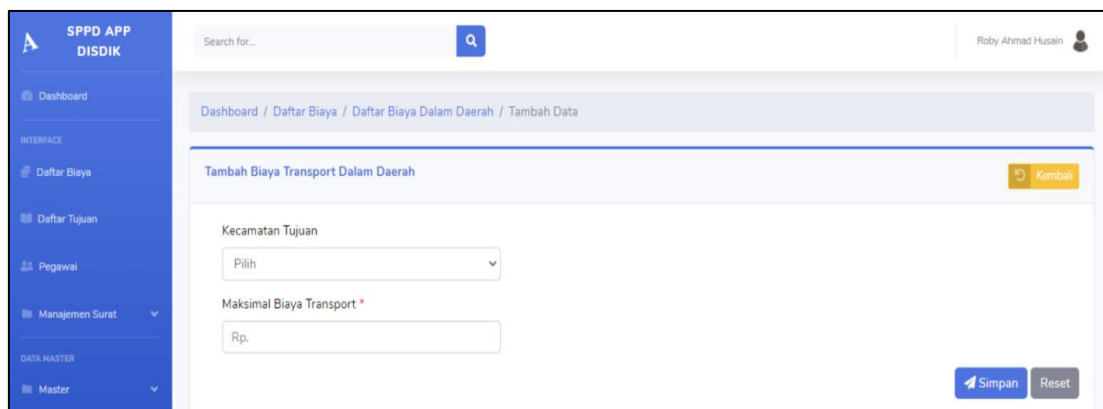 SPPD APP
DISDIK
Dashboard
INTERFACE
Daftar Biaya
Daftar Tujuan
Pegawai
Manajemen Surat
DATA MASTER
Master
Search for...
Roby Ahmad Husain
Dashboard / Daftar Biaya / Daftar Biaya Dalam Daerah / Tambah Data
Tambah Biaya Transport Dalam Daerah
Kembali
Kecamatan Tujuan
Pilih
Maksimal Biaya Transport *
Rp.
Simpan
Reset